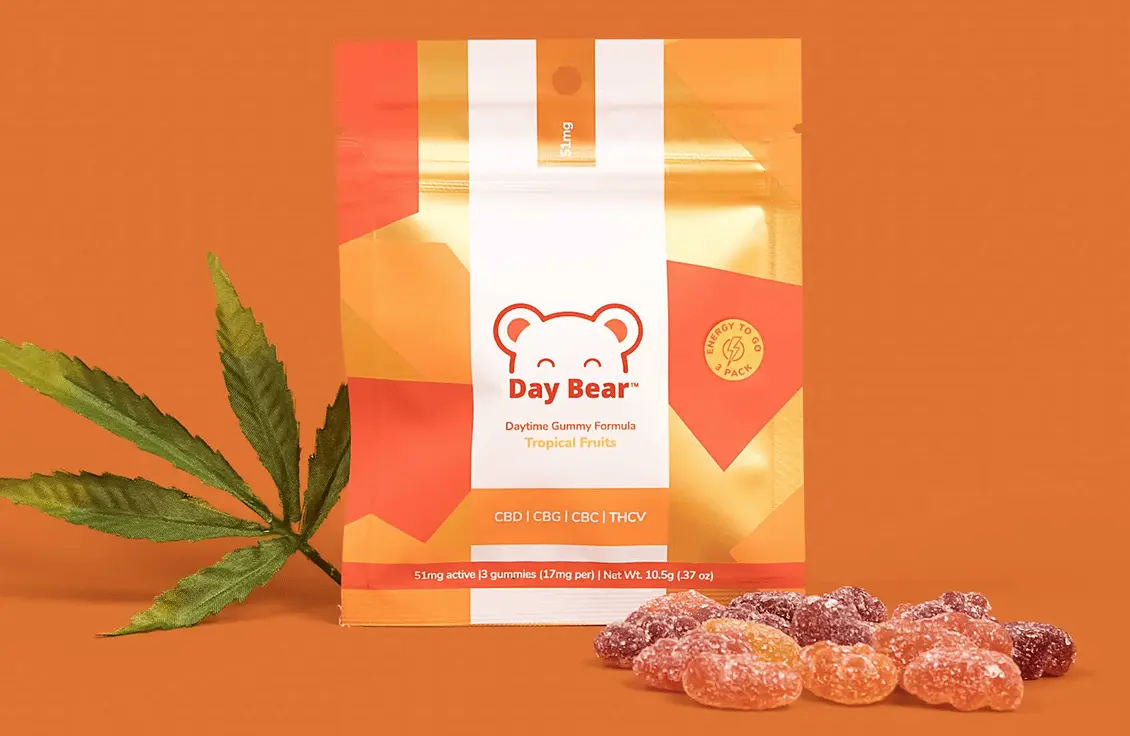 51mg
Day Bear™
Daytime Gummy Formula
Tropical Fruits
ENERGY TO GO
3 PACK
CBD | CBG | CBC | THCV
51mg active |3 gummies (17mg per) | Net Wt. 10.5g (.37 oz)